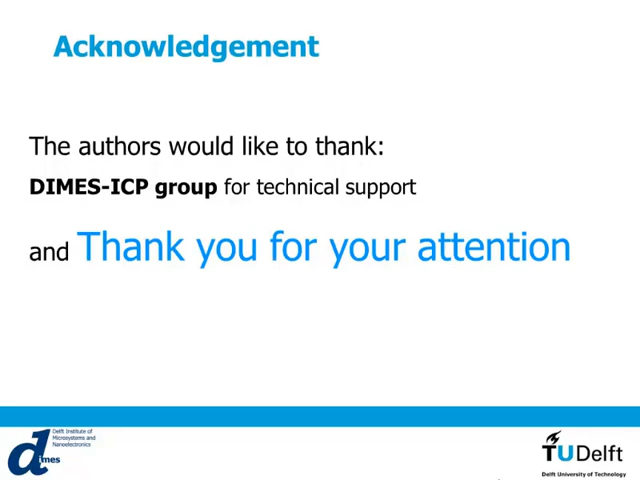 Acknowledgement
The authors would like to thank:
DIMES-ICP group for technical support
and Thank you for your attention
Delft Institute of
Microsystems and
Nanoelectronics
dimes
TUDelft
Delft University of Technology